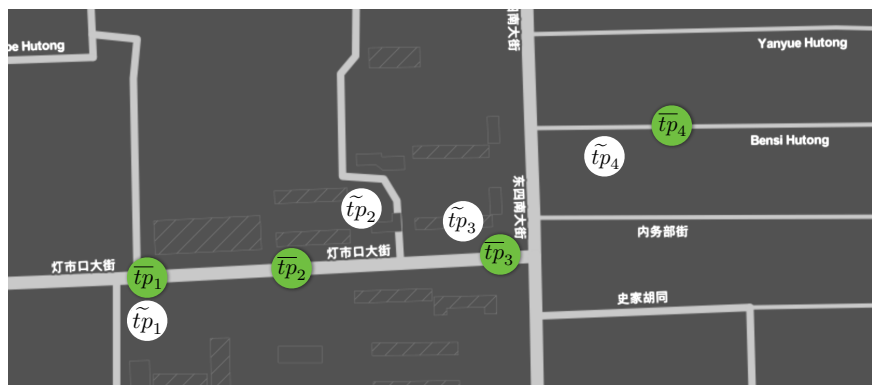 南大街
Yanyue Hutong
Hutong
$\overline{tp}_4$
Bensi Hutong
$\widetilde{tp}_4$
东四南大街
$\widetilde{tp}_2$
$\widetilde{tp}_3$
内务部街
灯市口大街
$\overline{tp}_3$
灯市口大街
$\overline{tp}_2$
$\overline{tp}_1$
史家胡同
$\widetilde{tp}_1$